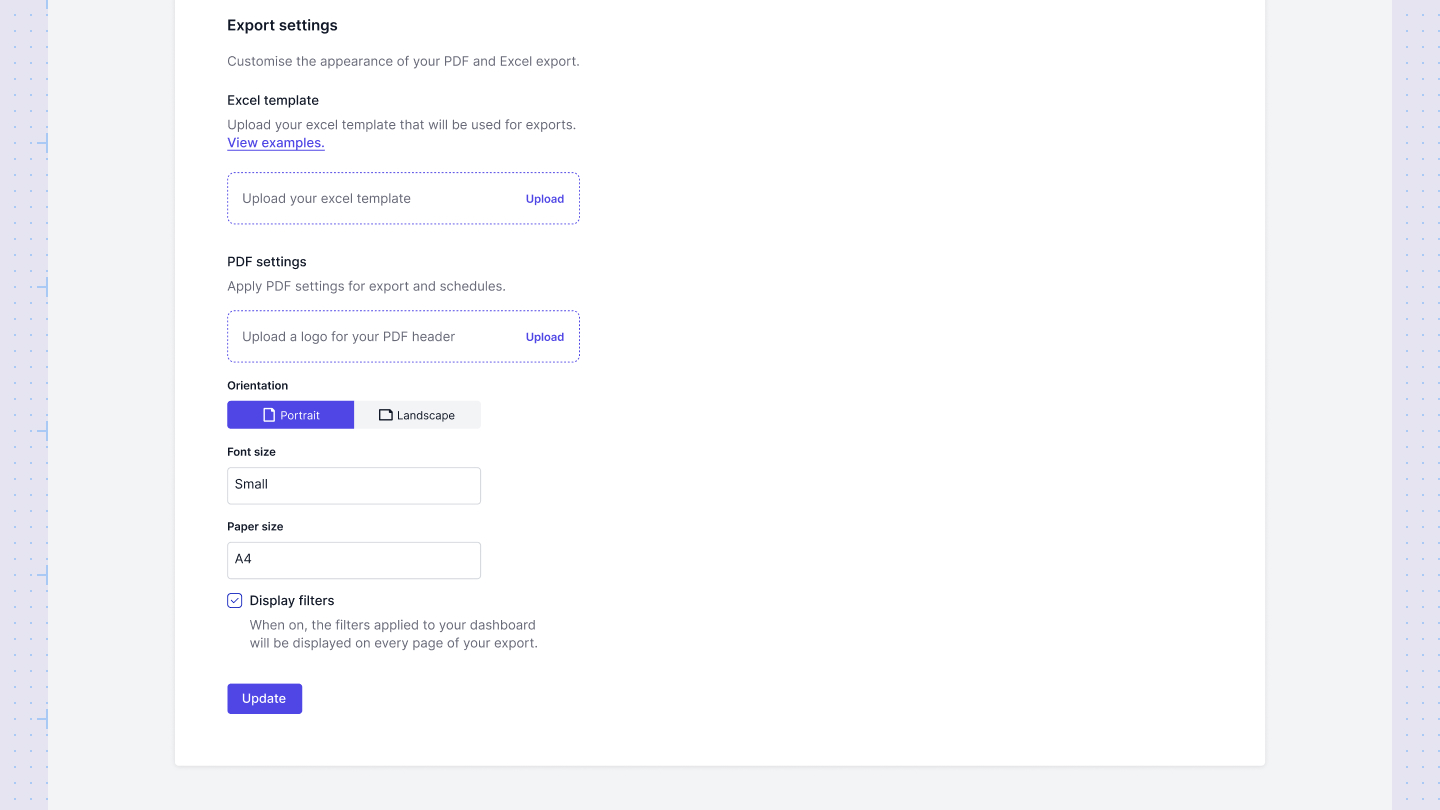 Export settings
Customise the appearance of your PDF and Excel export.
Excel template
Upload your excel template that will be used for exports.
View examples.
Upload your excel template Upload
PDF settings
Apply PDF settings for export and schedules.
Upload a logo for your PDF header Upload
Orientation
Portrait Landscape
Font size
Small
Paper size
A4
Display filters
When on, the filters applied to your dashboard
will be displayed on every page of your export.
Update